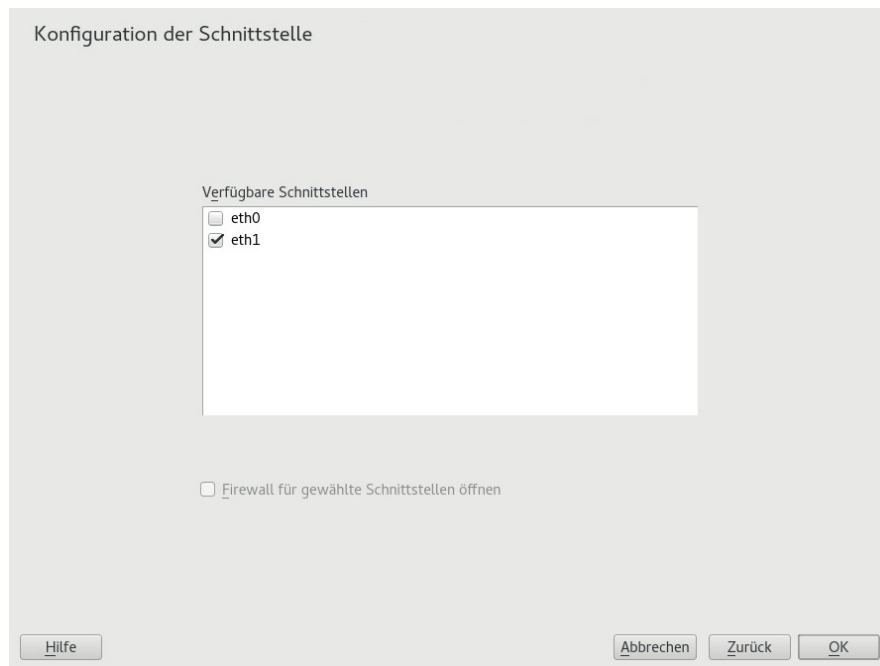 Konfiguration der Schnittstelle
Verfügbare Schnittstellen
eth0
eth1
Firewall für gewählte Schnittstellen öffnen
Hilfe
Abbrechen
Zurück
OK